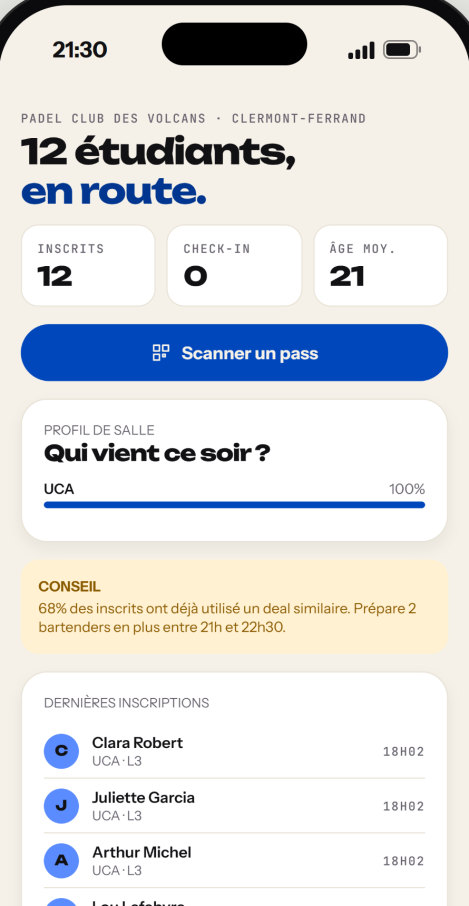 21:30
PADEL CLUB DES VOLCANS · CLERMONT-FERRAND
12 étudiants,
en route.
INSCRITS
12
CHECK-IN
0
ÂGE MOY.
21
Scanner un pass
PROFIL DE SALLE
Qui vient ce soir ?
UCA 100%
CONSEIL
68% des inscrits ont déjà utilisé un deal similaire. Prépare 2
bartenders en plus entre 21h et 22h30.
DERNIÈRES INSCRIPTIONS
C
Clara Robert
UCA · L3
18H02
J
Juliette Garcia
UCA · L3
18H02
A
Arthur Michel
UCA · L3
18H02